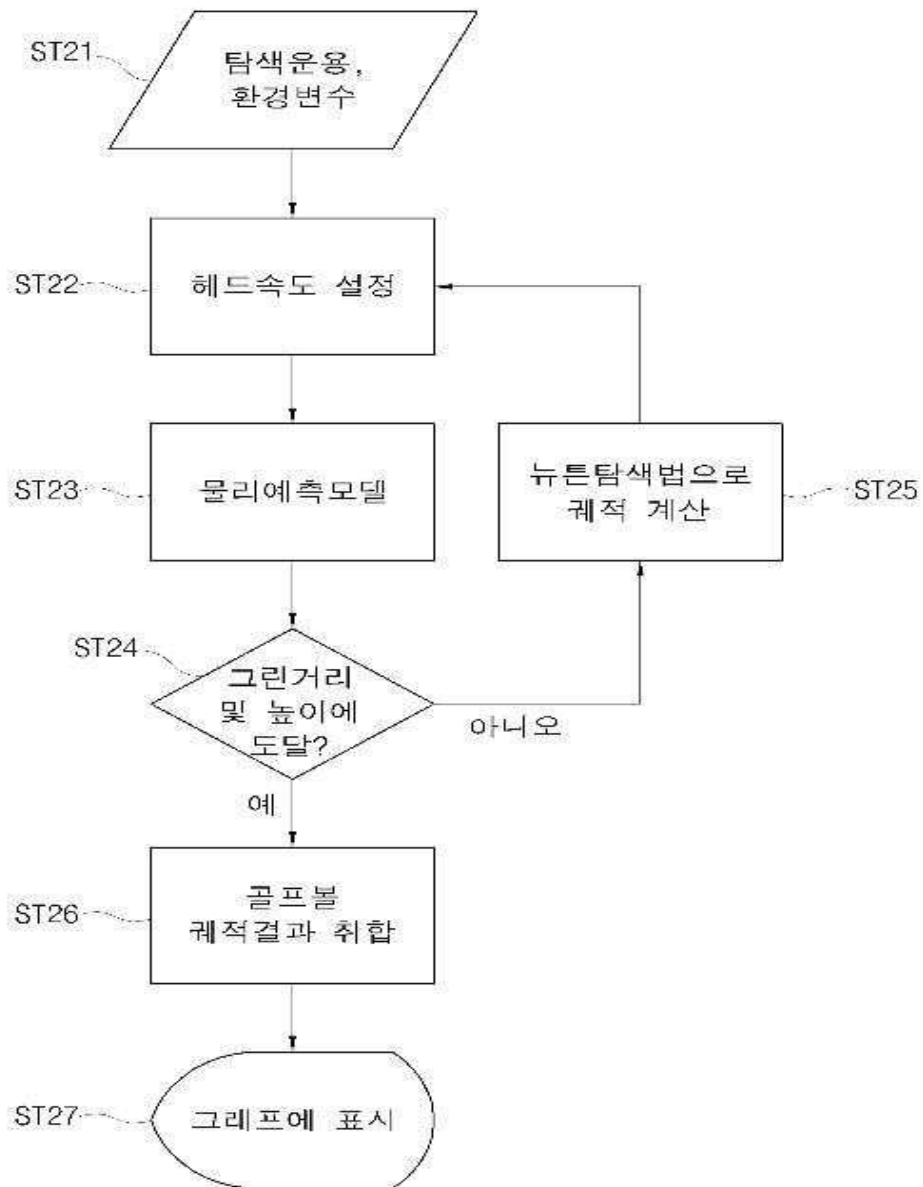 ST21
탐색운용,
환경변수
ST22
헤드속도 설정
ST23
물리예측모델
뉴튼탐색법으로
궤적 계산
ST25
ST24
그린거리
및 높이에
도달?
아니오
예
ST26
골프볼
궤적결과 취합
ST27
그래프에 표시